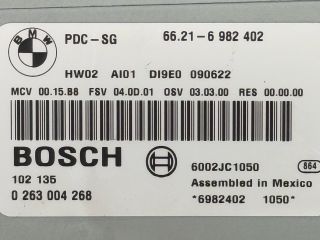 BMW
PDC-SG 66.21-6 982 402
HW02 AI01 DI9E0 090622
MCV 00.15.B8 FSV 04.0D.01 OSV 03.03.00 RES 00.00.00
BOSCH
6002JC1050 864
102 135 Assembled in Mexico
0 263 004 268 *6982402 1050*